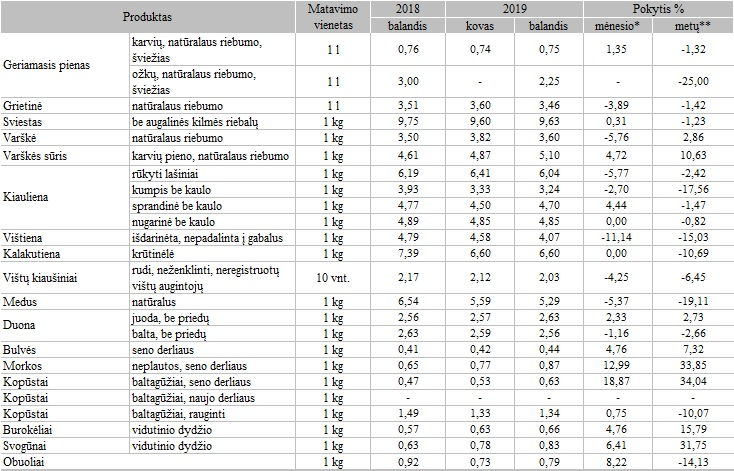 Produktas Matavimo vienetas 2018 2019 Pokytis %
balandis kovas balandis mėnesio* metų**
Geriamasis pienas karvių, natūralaus riebumo, šviežias 1 l 0,76 0,74 0,75 1,35 -1,32
ožkų, natūralaus riebumo, šviežias 1 l 3,00 - 2,25 - -25,00
Grietinė natūralaus riebumo 1 l 3,51 3,60 3,46 -3,89 -1,42
Sviestas be augalinės kilmės riebalų 1 kg 9,75 9,60 9,63 0,31 -1,23
Varškė natūralaus riebumo 1 kg 3,50 3,82 3,60 -5,76 2,86
Varškės sūris karvių pieno, natūralaus riebumo 1 kg 4,61 4,87 5,10 4,72 10,63
Kiauliena rūkyti lašiniai 1 kg 6,19 6,41 6,04 -5,77 -2,42
kumpis be kaulo 1 kg 3,93 3,33 3,24 -2,70 -17,56
sprandinė be kaulo 1 kg 4,77 4,50 4,70 4,44 -1,47
nugarinė be kaulo 1 kg 4,89 4,85 4,85 0,00 -0,82
Vištiena išdarinėta, nepadalinta į gabalus 1 kg 4,79 4,58 4,07 -11,14 -15,03
Kalakutiena krūtinėlė 1 kg 7,39 6,60 6,60 0,00 -10,69
Vištų kiaušiniai rudi, neženklinti, neregistruotų vištų augintojų 10 vnt. 2,17 2,12 2,03 -4,25 -6,45
Medus natūralus 1 kg 6,54 5,59 5,29 -5,37 -19,11
Duona juoda, be priedų 1 kg 2,56 2,57 2,63 2,33 2,73
balta, be priedų 1 kg 2,63 2,59 2,56 -1,16 -2,66
Bulvės seno derliaus 1 kg 0,41 0,42 0,44 4,76 7,32
Morkos neplautos, seno derliaus 1 kg 0,65 0,77 0,87 12,99 33,85
Kopūstai baltagūžiai, seno derliaus 1 kg 0,47 0,53 0,63 18,87 34,04
Kopūstai baltagūžiai, naujo derliaus 1 kg - - - - -
Kopūstai baltagūžiai, rauginti 1 kg 1,49 1,33 1,34 0,75 -10,07
Burokėliai vidutinio dydžio 1 kg 0,57 0,63 0,66 4,76 15,79
Svogūnai vidutinio dydžio 1 kg 0,63 0,78 0,83 6,41 31,75
Obuoliai 1 kg 0,92 0,73 0,79 8,22 -14,13